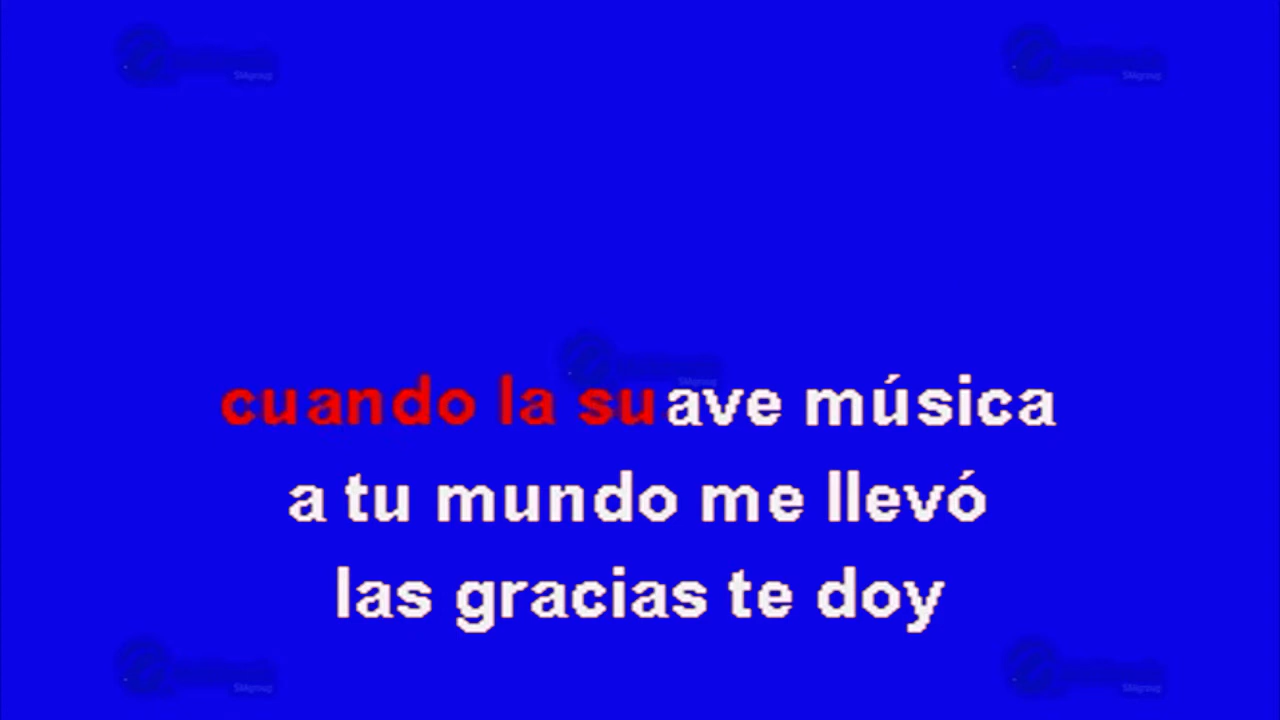 cuando la suave música
a tu mundo me llevó
las gracias te doy